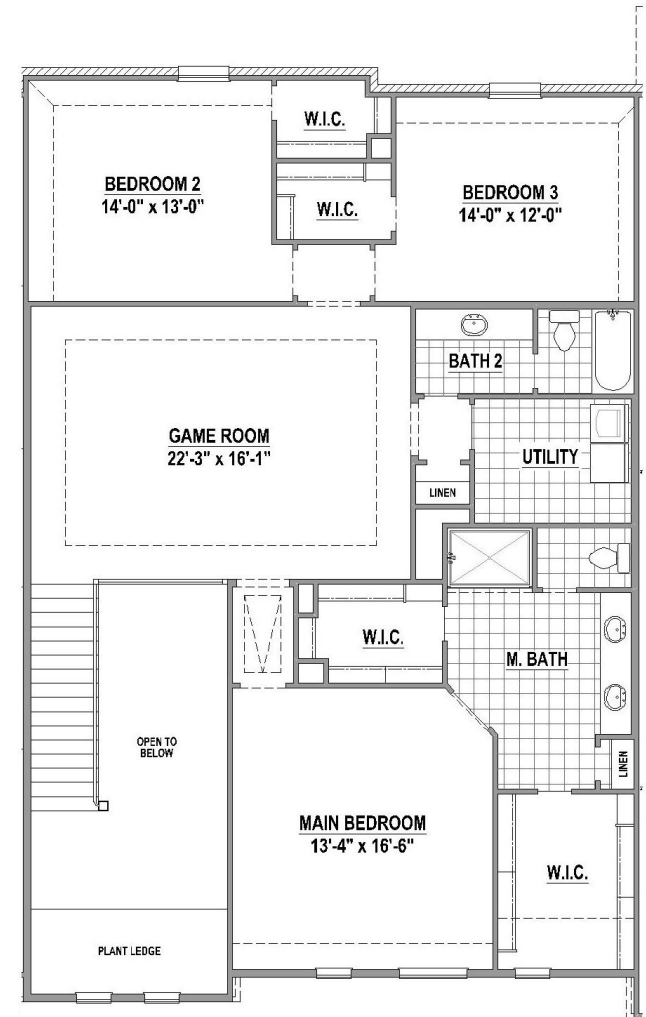 W.I.C.
BEDROOM 2
14'-0" x 13'-0"
W.I.C.
BEDROOM 3
14'-0" x 12'-0"
BATH 2
GAME ROOM
22'-3" x 16'-1"
UTILITY
LINEN
W.I.C.
M. BATH
OPEN TO
BELOW
LINEN
MAIN BEDROOM
13'-4" x 16'-6"
W.I.C.
PLANT LEDGE